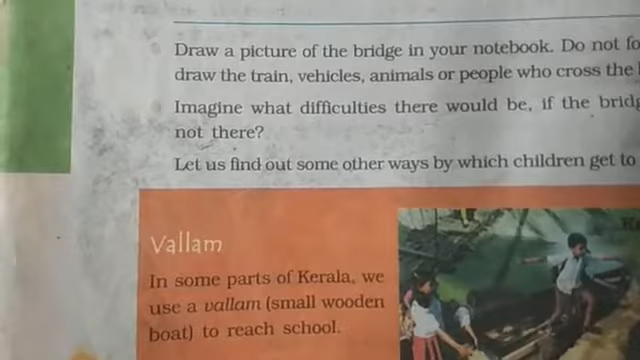 Draw a picture of the bridge in your notebook. Do not
draw the train, vehicles, animals or people who cross the
Imagine what difficulties there would be, if the
not there?
Let us find out some other ways by which children get to
Vallam
In some parts of Kerala, we
use a vallam (small wooden
boat) to reach school.